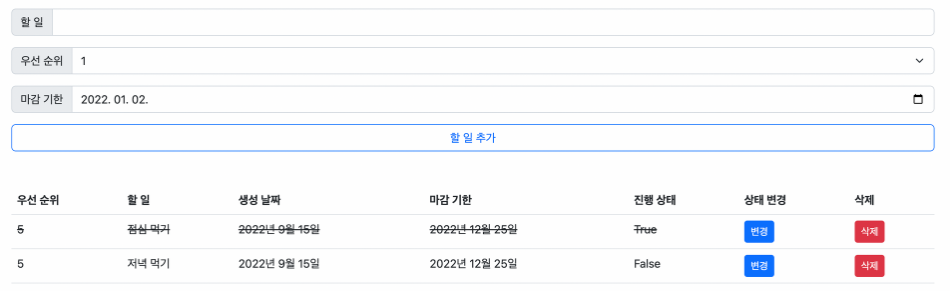 할 일
우선 순위 1
마감 기한 2022. 01. 02.
할 일 추가
우선 순위 할 일 생성 날짜 마감 기한 진행 상태 상태 변경 삭제
5 점심 먹기 2022년 9월 15일 2022년 12월 25일 True 변경 삭제
5 저녁 먹기 2022년 9월 15일 2022년 12월 25일 False 변경 삭제